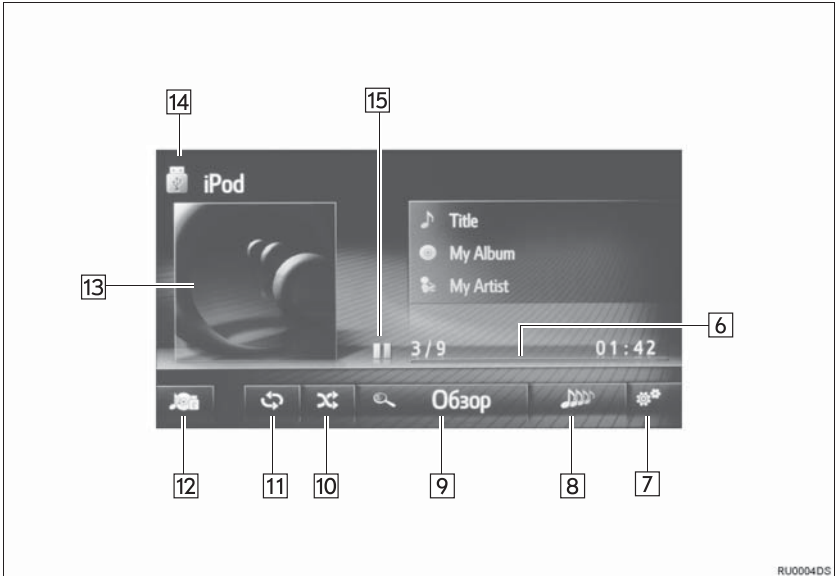 14
15
iPod
Title
My Album
13
My Artist
6
3/9 01:42
Обзор
12 11 10 9 8 7
RU0004DS